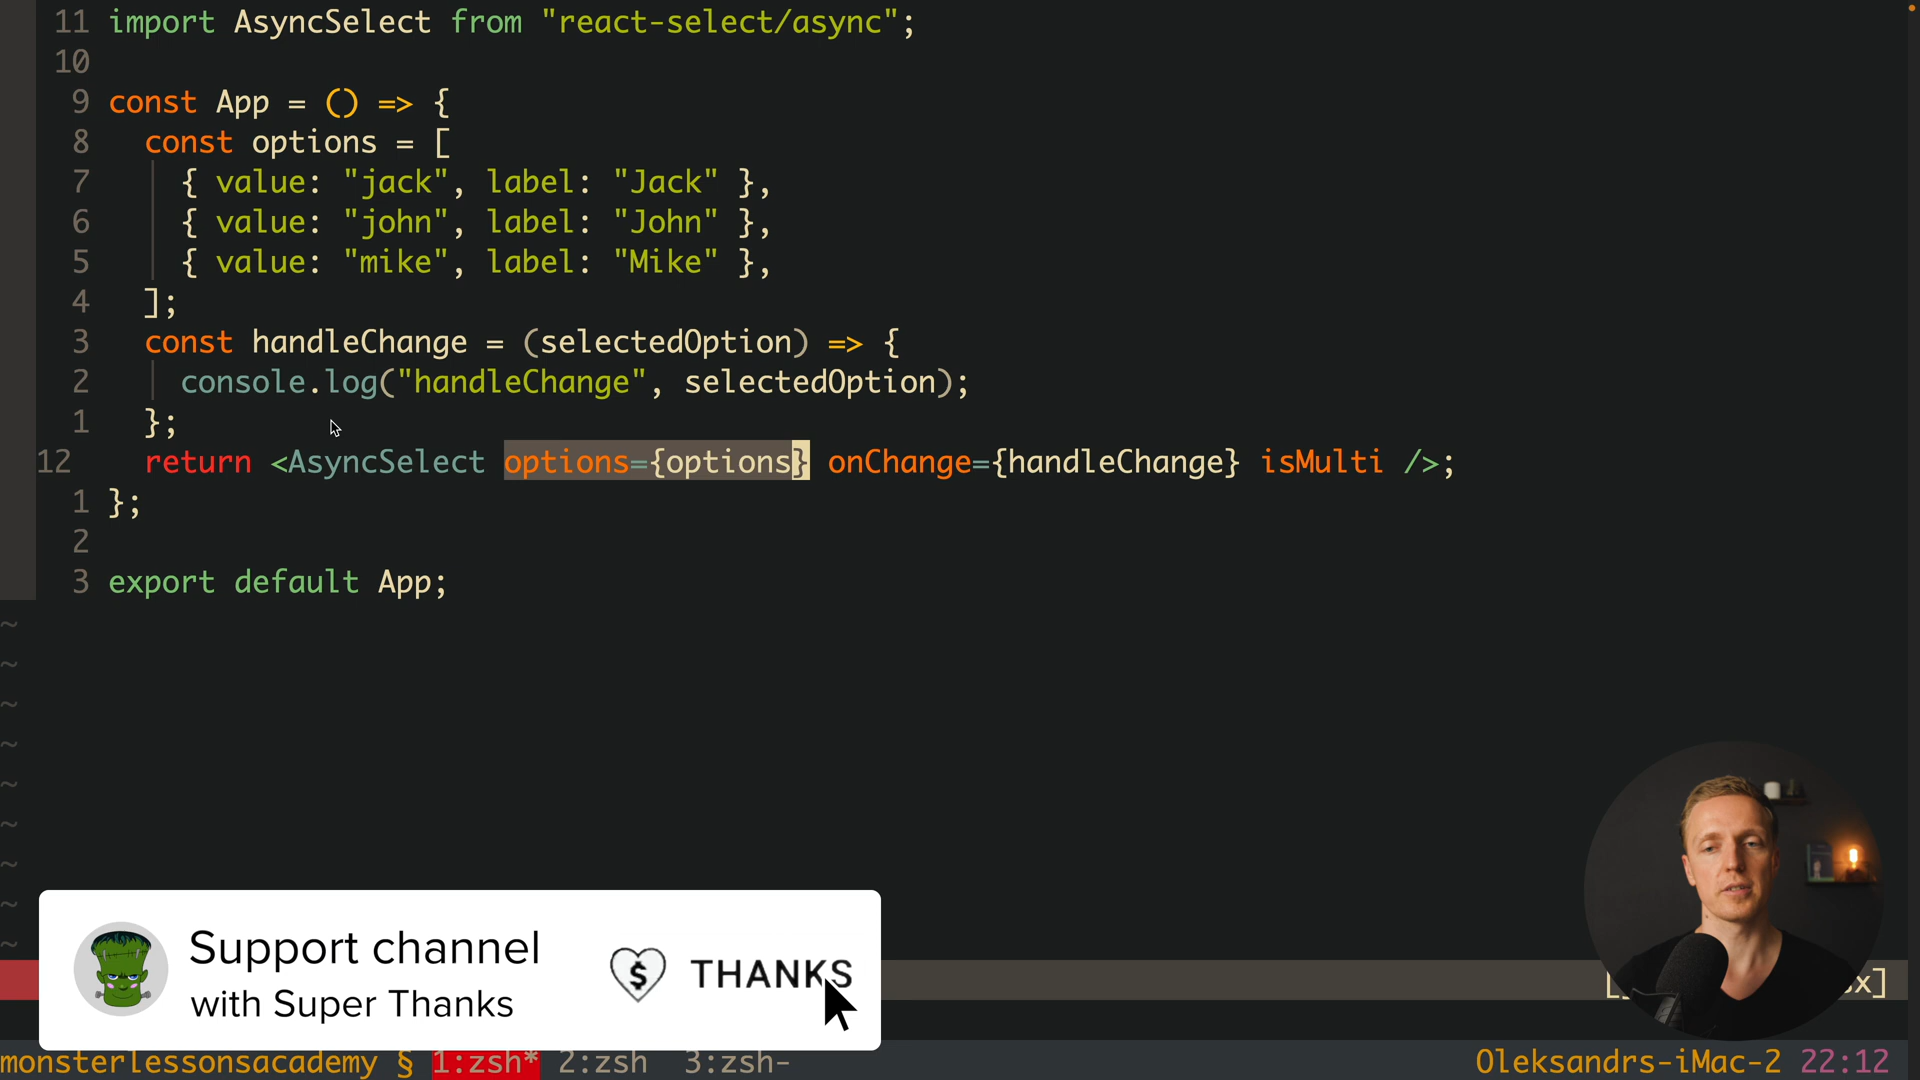 11 import AsyncSelect from "react-select/async";
10
9 const App = () => {
8 const options = [
7 { value: "jack", label: "Jack" },
6 { value: "john", label: "John" },
5 { value: "mike", label: "Mike" },
4 ];
3 const handleChange = (selectedOption) => {
2 console.log("handleChange", selectedOption);
1 };
12 return <AsyncSelect options={options} onChange={handleChange} isMulti />;
1 };
2
3 export default App;
~
~
~
~
~
~
~
~
~
Support channel
with Super Thanks
$ THANKS
x]
monsterlessonsacademy § 1:zsh* 2:zsh 3:zsh- Oleksandrs-iMac-2 22:12